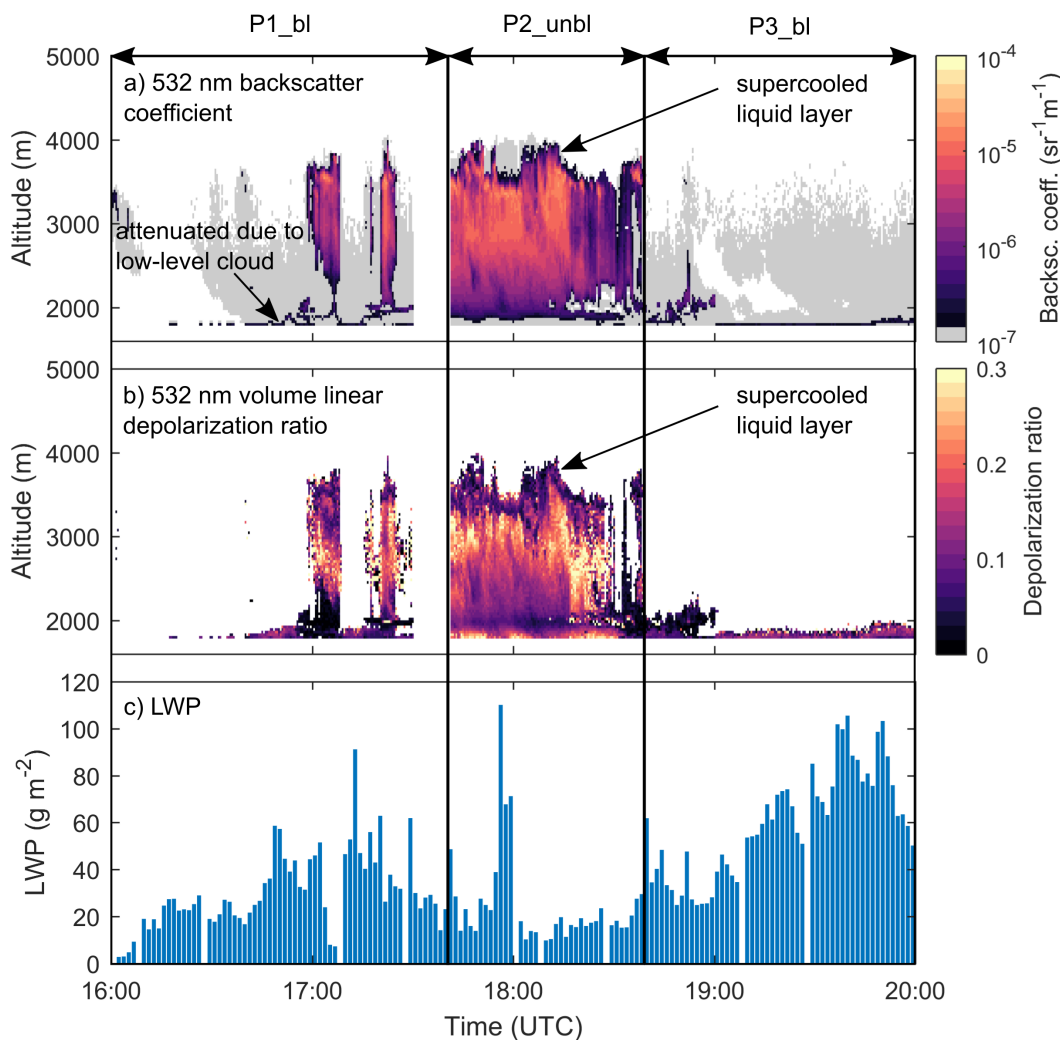 P1_bl P2_unbl P3_bl
a) 532 nm backscatter
coefficient
supercooled
liquid layer
attenuated due to
low-level cloud
5000
4000
3000
2000
Altitude (m)
10⁻⁴
10⁻⁵
10⁻⁶
10⁻⁷
Backsc. coeff. (sr⁻¹m⁻¹)
b) 532 nm volume linear
depolarization ratio
supercooled
liquid layer
5000
4000
3000
2000
Altitude (m)
0.3
0.2
0.1
0
Depolarization ratio
c) LWP
120
100
80
60
40
20
0
LWP (g m⁻²)
16:00 17:00 18:00 19:00 20:00
Time (UTC)